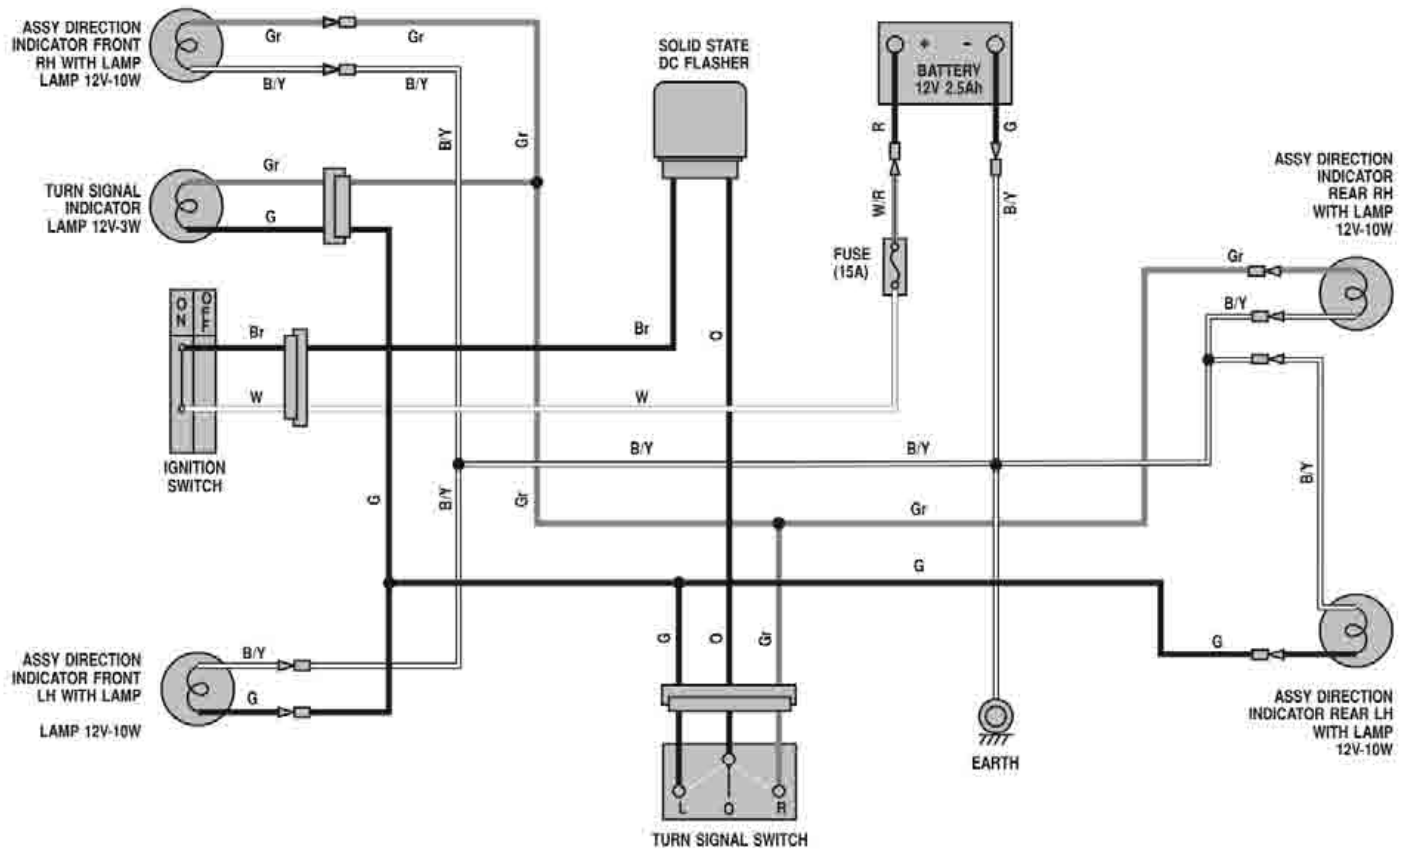 ASSY DIRECTION
INDICATOR FRONT
RH WITH LAMP
LAMP 12V-10W
Gr
Gr
B/Y
B/Y
B/Y
Gr
SOLID STATE
DC FLASHER
+ -
BATTERY
12V 2.5Ah
R
G
W/R
B/Y
FUSE
(15A)
TURN SIGNAL
INDICATOR
LAMP 12V-3W
Gr
G
ASSY DIRECTION
INDICATOR
REAR RH
WITH LAMP
12V-10W
Gr
B/Y
ON
OFF
Br
Br
O
W
W
IGNITION
SWITCH
B/Y
B/Y
B/Y
G
B/Y
Gr
Gr
G
G
O
Gr
ASSY DIRECTION
INDICATOR FRONT
LH WITH LAMP
LAMP 12V-10W
B/Y
G
G
ASSY DIRECTION
INDICATOR REAR LH
WITH LAMP
12V-10W
EARTH
L O R
TURN SIGNAL SWITCH